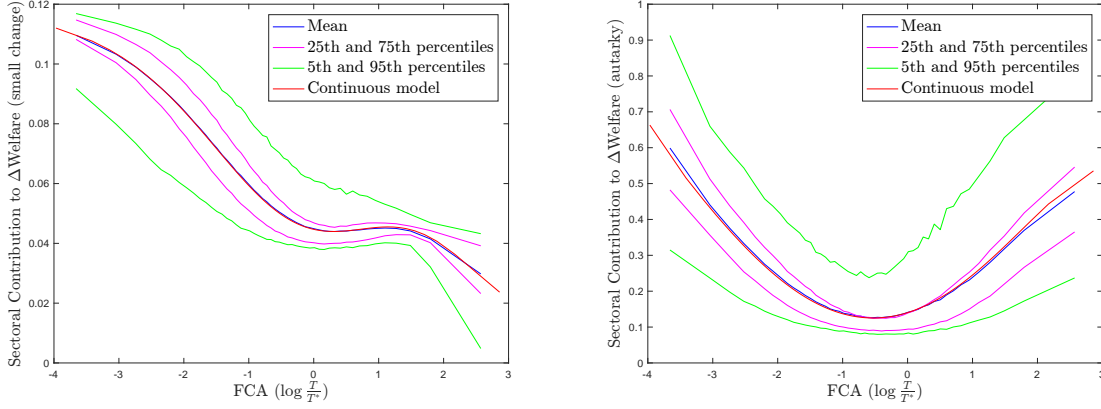 Sectoral Contribution to ΔWelfare (small change)
0.12
0.1
0.08
0.06
0.04
0.02
0
-4 -3 -2 -1 0 1 2 3
FCA (log T/T*)
Mean
25th and 75th percentiles
5th and 95th percentiles
Continuous model
Sectoral Contribution to ΔWelfare (autarky)
1
0.9
0.8
0.7
0.6
0.5
0.4
0.3
0.2
0.1
0
-4 -3 -2 -1 0 1 2 3
FCA (log T/T*)
Mean
25th and 75th percentiles
5th and 95th percentiles
Continuous model